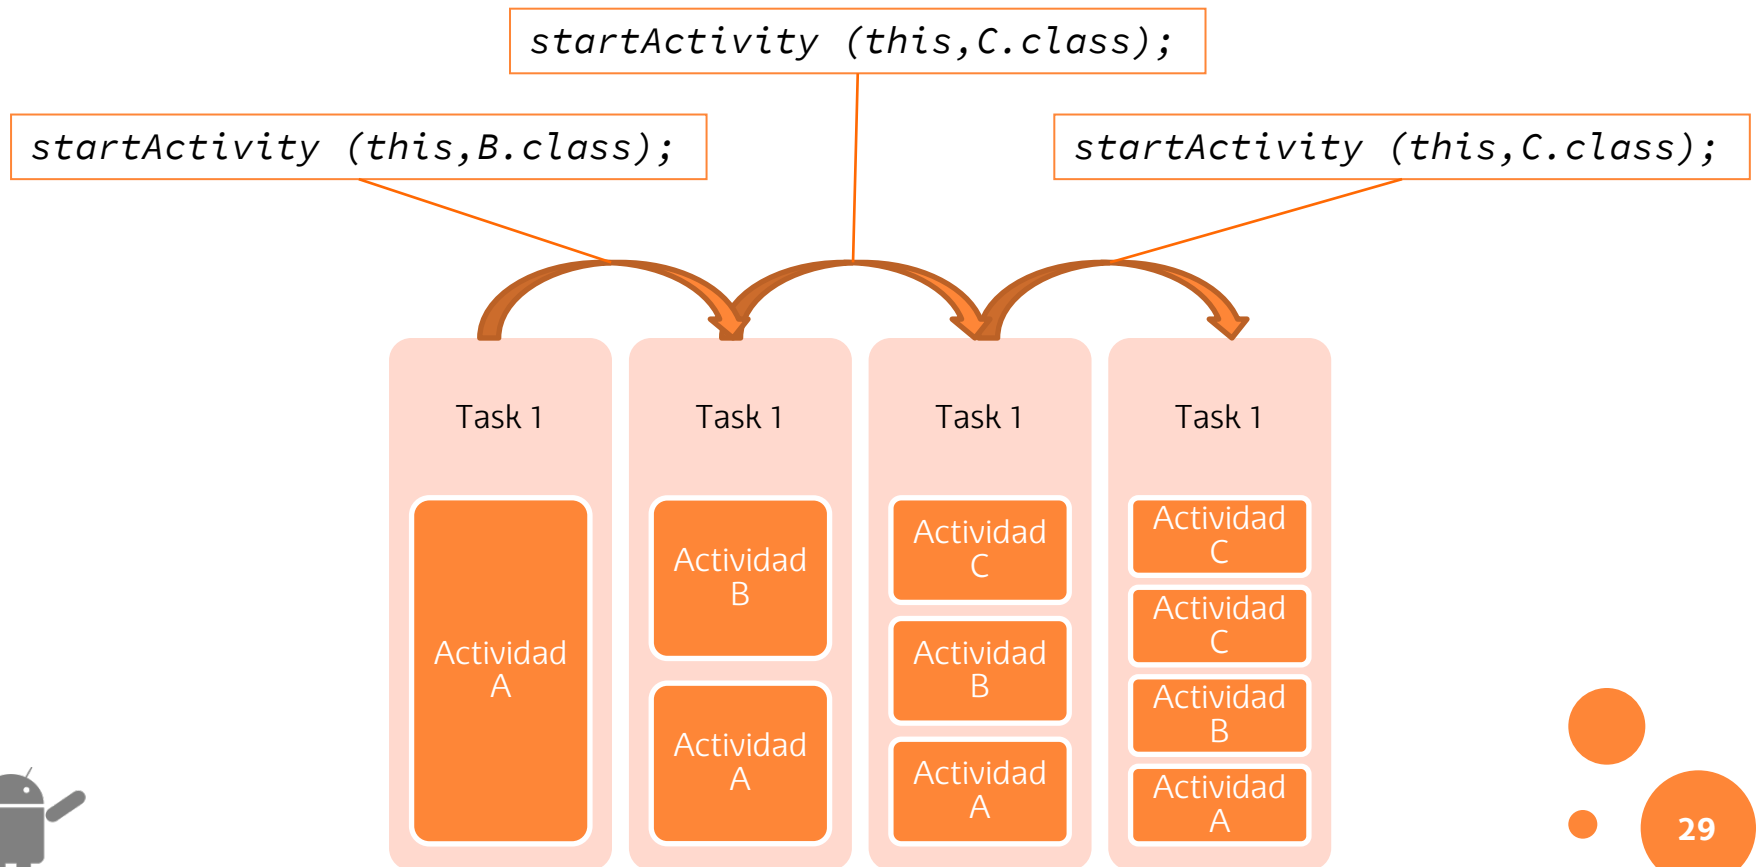 startActivity (this,C.class);
startActivity (this,B.class);
startActivity (this,C.class);
Task 1
Actividad
A
Task 1
Actividad
B
Actividad
A
Task 1
Actividad
C
Actividad
B
Actividad
A
Task 1
Actividad
C
Actividad
C
Actividad
B
Actividad
A
29